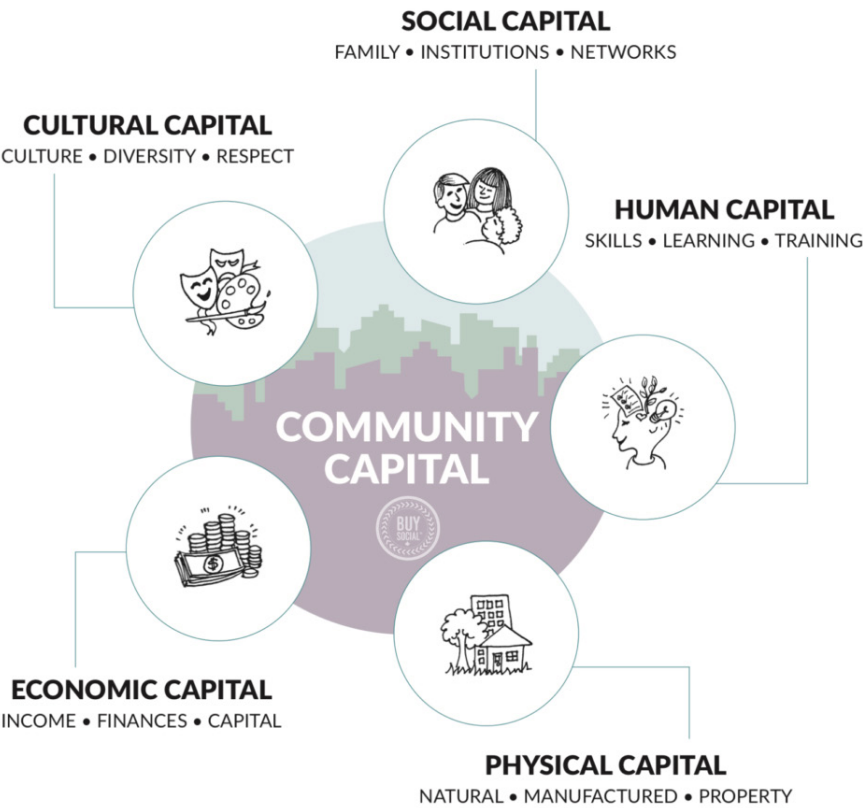 SOCIAL CAPITAL
FAMILY • INSTITUTIONS • NETWORKS
CULTURAL CAPITAL
CULTURE • DIVERSITY • RESPECT
HUMAN CAPITAL
SKILLS • LEARNING • TRAINING
COMMUNITY
CAPITAL
BUY
SOCIAL
$
ECONOMIC CAPITAL
INCOME • FINANCES • CAPITAL
PHYSICAL CAPITAL
NATURAL • MANUFACTURED • PROPERTY